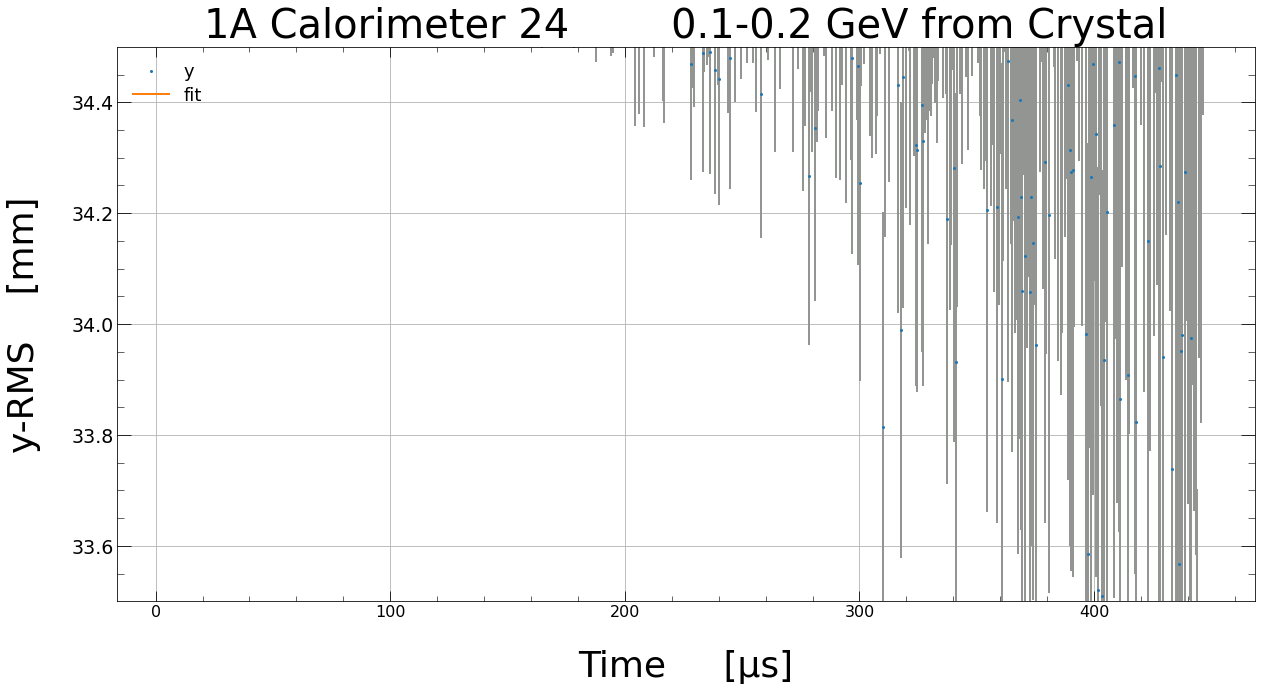 1A Calorimeter 24 0.1-0.2 GeV from Crystal
y
fit
34.4
34.2
34.0
33.8
33.6
y-RMS [mm]
0 100 200 300 400
Time [μs]